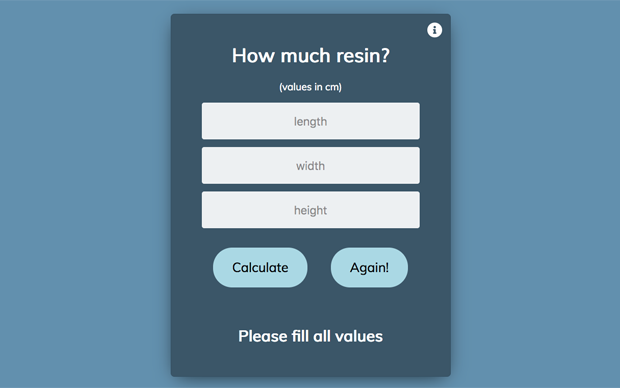 How much resin?
(values in cm)
length
width
height
Calculate Again!
Please fill all values